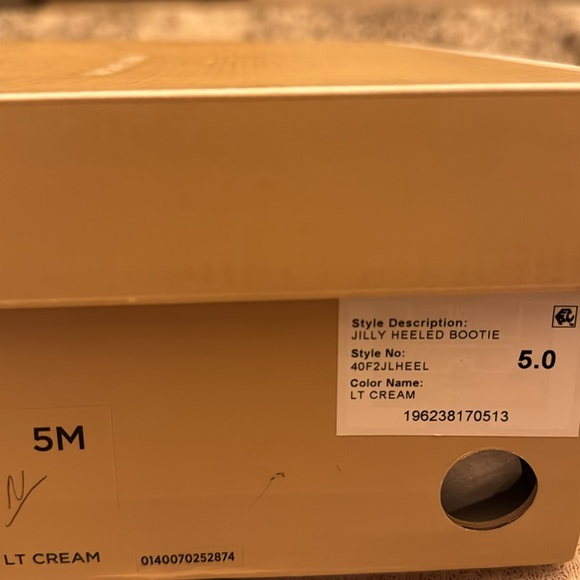 Style Description:
JILLY HEELED BOOTIE
Style No:
40F2JLHEEL
5.0
Color Name:
LT CREAM
196238170513
5M
N
LT CREAM
0140070252874